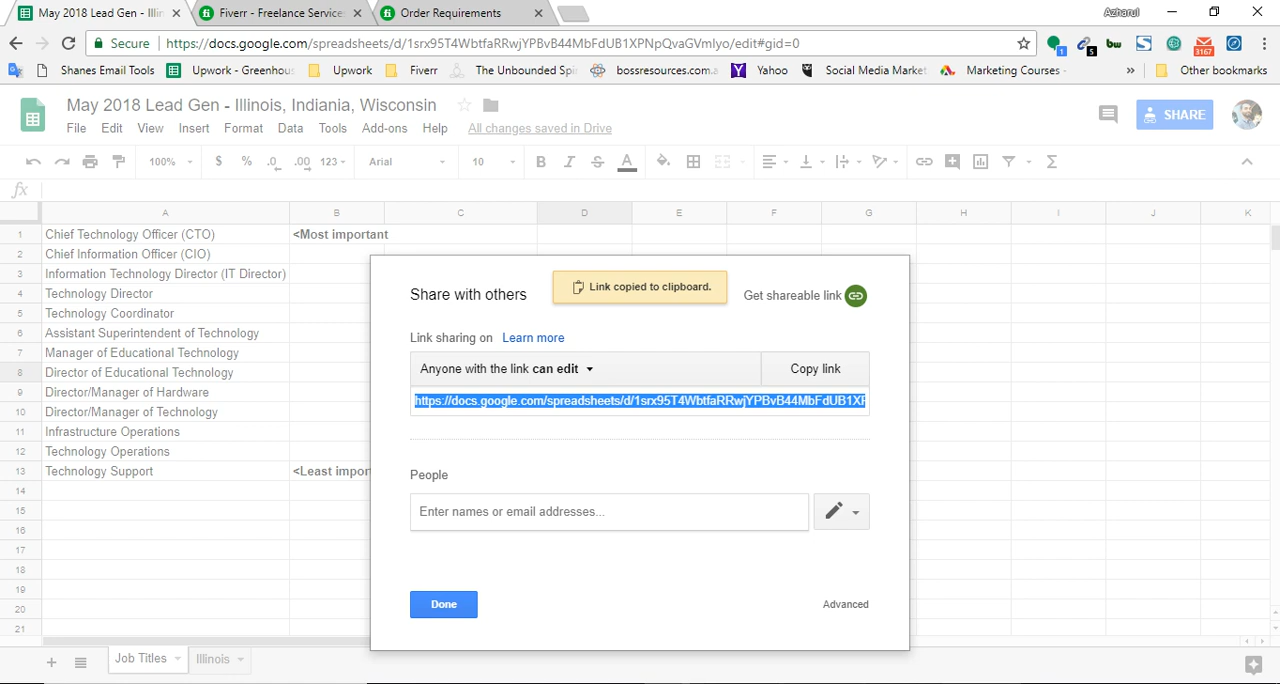 May 2018 Lead Gen - Illin
Fiverr - Freelance Services
Order Requirements
Azharul
Secure
https://docs.google.com/spreadsheets/d/1srx95T4WbtfaRRwjYPBvB44MbFdUB1XPNpQvaGVmIyo/edit#gid=0
1
5
bw
3167
Shanes Email Tools
Upwork - Greenhous
Upwork
Fiverr
The Unbounded Spi
bossresources.com.a
Yahoo
Social Media Market
Marketing Courses -
»
Other bookmarks
May 2018 Lead Gen - Illinois, Indiania, Wisconsin
SHARE
File Edit View Insert Format Data Tools Add-ons Help All changes saved in Drive
100% $ % .0 .00 123 Arial 10 B I S A Σ
fx
A B C D E F G H I J K
1 Chief Technology Officer (CTO) <Most important
2 Chief Information Officer (CIO)
3 Information Technology Director (IT Director)
4 Technology Director
5 Technology Coordinator
6 Assistant Superintendent of Technology
7 Manager of Educational Technology
8 Director of Educational Technology
9 Director/Manager of Hardware
10 Director/Manager of Technology
11 Infrastructure Operations
12 Technology Operations
13 Technology Support <Least impor
14
15
16
17
18
19
20
21
Share with others
Link copied to clipboard.
Get shareable link
Link sharing on Learn more
Anyone with the link can edit
Copy link
https://docs.google.com/spreadsheets/d/1srx95T4WbtfaRRwjYPBvB44MbFdUB1XF
People
Enter names or email addresses...
Done
Advanced
Job Titles
Illinois